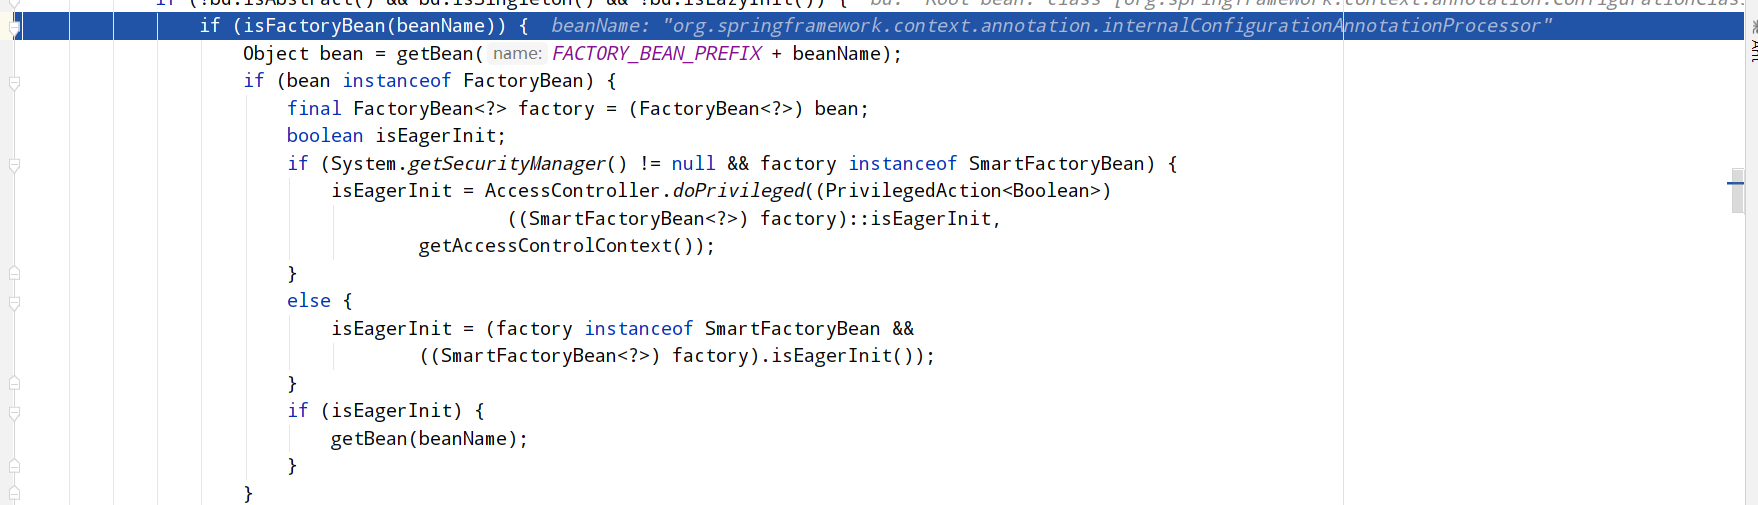 if (!bd.isAbstract() && bd.isSingleton() && !bd.isLazyInit()) {  bd: "Root bean: class [org.springframework.context.annotation.ConfigurationClas
if (isFactoryBean(beanName)) {  beanName: "org.springframework.context.annotation.internalConfigurationAnnotationProcessor"
Object bean = getBean( name: FACTORY_BEAN_PREFIX + beanName);
if (bean instanceof FactoryBean) {
final FactoryBean<?> factory = (FactoryBean<?>) bean;
boolean isEagerInit;
if (System.getSecurityManager() != null && factory instanceof SmartFactoryBean) {
isEagerInit = AccessController.doPrivileged((PrivilegedAction<Boolean>)
((SmartFactoryBean<?>) factory)::isEagerInit,
getAccessControlContext());
}
else {
isEagerInit = (factory instanceof SmartFactoryBean &&
((SmartFactoryBean<?>) factory).isEagerInit());
}
if (isEagerInit) {
getBean(beanName);
}
}